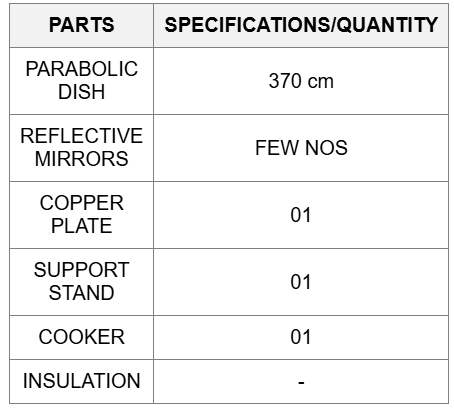 PARTS SPECIFICATIONS/QUANTITY
PARABOLIC
DISH
370 cm
REFLECTIVE
MIRRORS
FEW NOS
COPPER
PLATE
01
SUPPORT
STAND
01
COOKER 01
INSULATION -